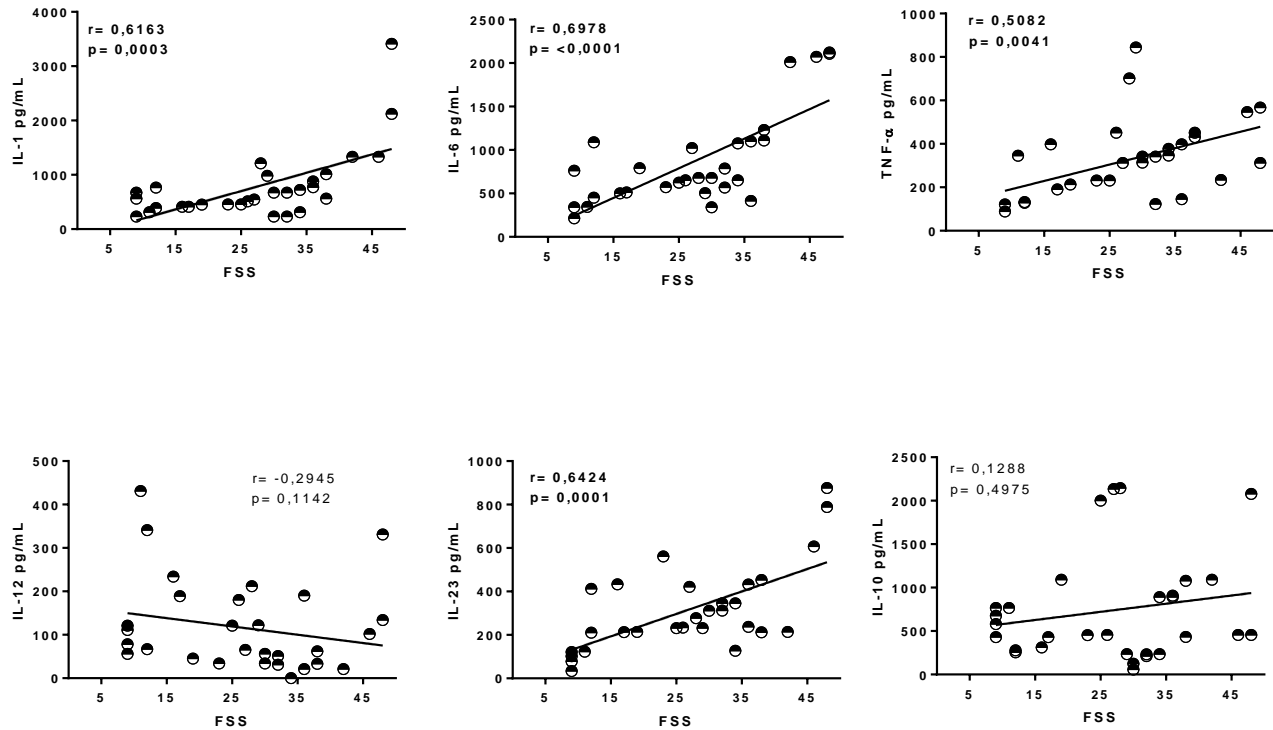 r= 0,6163
p= 0,0003
IL-1 pg/mL
4000
3000
2000
1000
0
5 15 25 35 45
FSS
r= 0,6978
p= <0,0001
IL-6 pg/mL
2500
2000
1500
1000
500
0
5 15 25 35 45
FSS
r= 0,5082
p= 0,0041
TNF-α pg/mL
1000
800
600
400
200
0
5 15 25 35 45
FSS
r= -0,2945
p= 0,1142
IL-12 pg/mL
500
400
300
200
100
0
5 15 25 35 45
FSS
r= 0,6424
p= 0,0001
IL-23 pg/mL
1000
800
600
400
200
0
5 15 25 35 45
FSS
r= 0,1288
p= 0,4975
IL-10 pg/mL
2500
2000
1500
1000
500
0
5 15 25 35 45
FSS